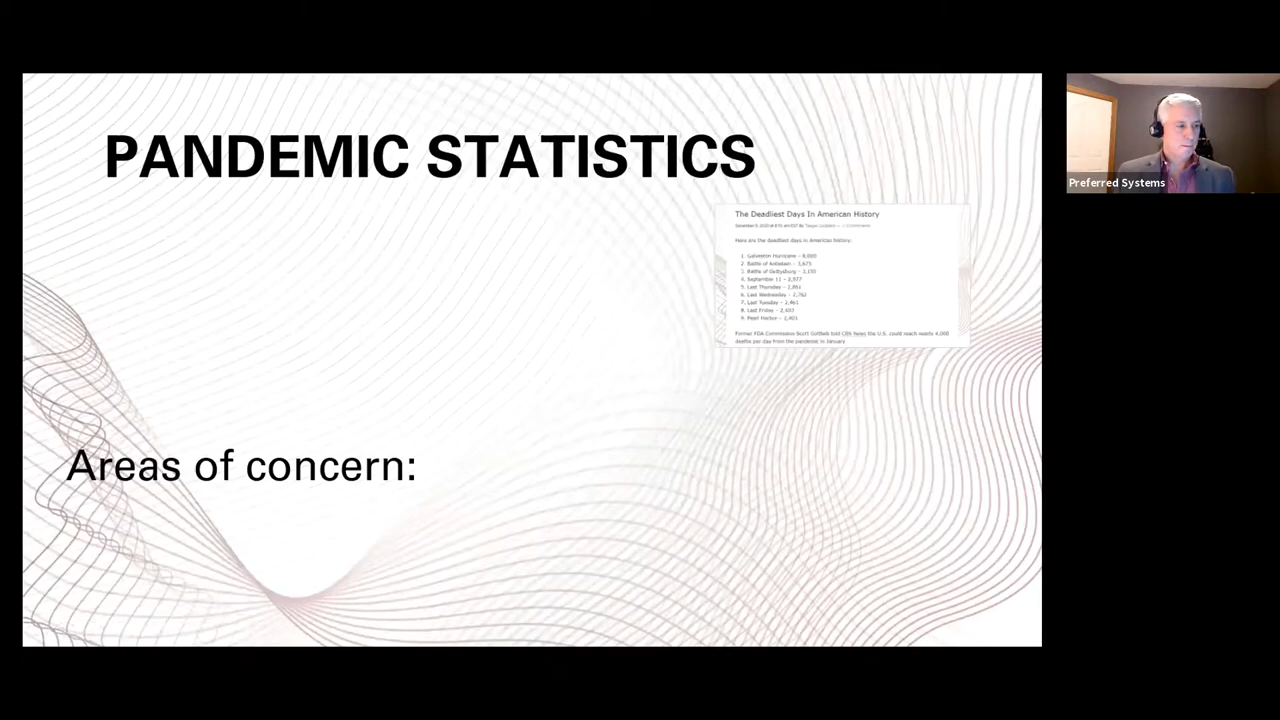 PANDEMIC STATISTICS
The Deadliest Days In American History
Here are the deadliest days in American history:
1. Galveston Hurricane - 8,000
2. Battle of Antietam - 3,675
3. Battle of Gettysburg - 3,155
4. September 11 - 2,977
5. Last Thursday - 2,861
6. Last Wednesday - 2,762
7. Last Tuesday - 2,461
8. Last Friday -
9. Pearl Harbor - 2,403
Former FDA Commission Scott Gottlieb told CBS News the U.S. could reach nearly 4,000
deaths per day from the pandemic in January
Areas of concern:
Preferred Systems